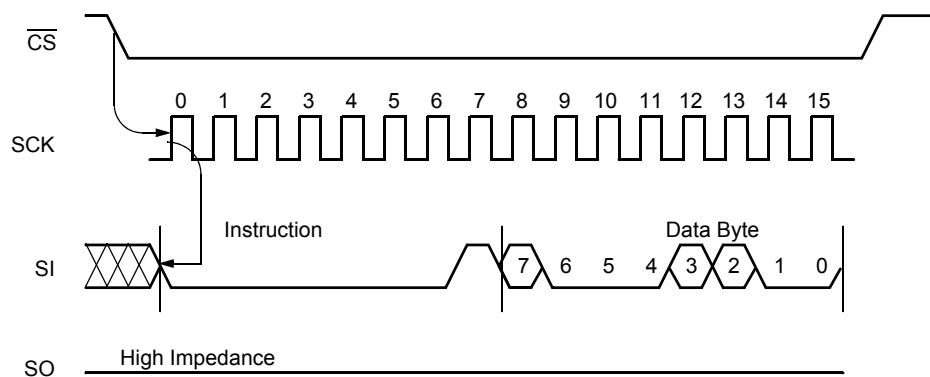 CS
0 1 2 3 4 5 6 7 8 9 10 11 12 13 14 15
SCK
Instruction
Data Byte
SI
7 6 5 4 3 2 1 0
High Impedance
SO